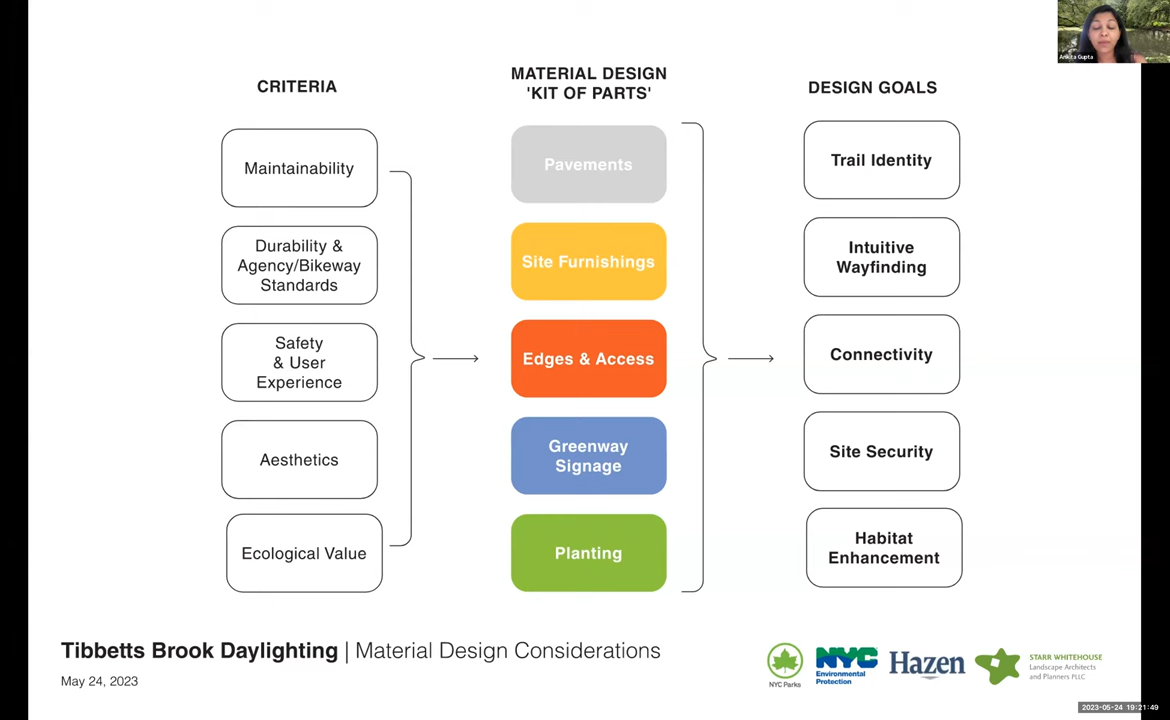 Ankita Gupta
CRITERIA
Maintainability
Durability &
Agency/Bikeway
Standards
Safety
& User
Experience
Aesthetics
Ecological Value
MATERIAL DESIGN
'KIT OF PARTS'
Pavements
Site Furnishings
Edges & Access
Greenway
Signage
Planting
DESIGN GOALS
Trail Identity
Intuitive
Wayfinding
Connectivity
Site Security
Habitat
Enhancement
Tibbetts Brook Daylighting | Material Design Considerations
May 24, 2023
NYC Parks
NYC
Environmental
Protection
Hazen
STARR WHITEHOUSE
Landscape Architects
and Planners PLLC
2023-05-24 19:21:49